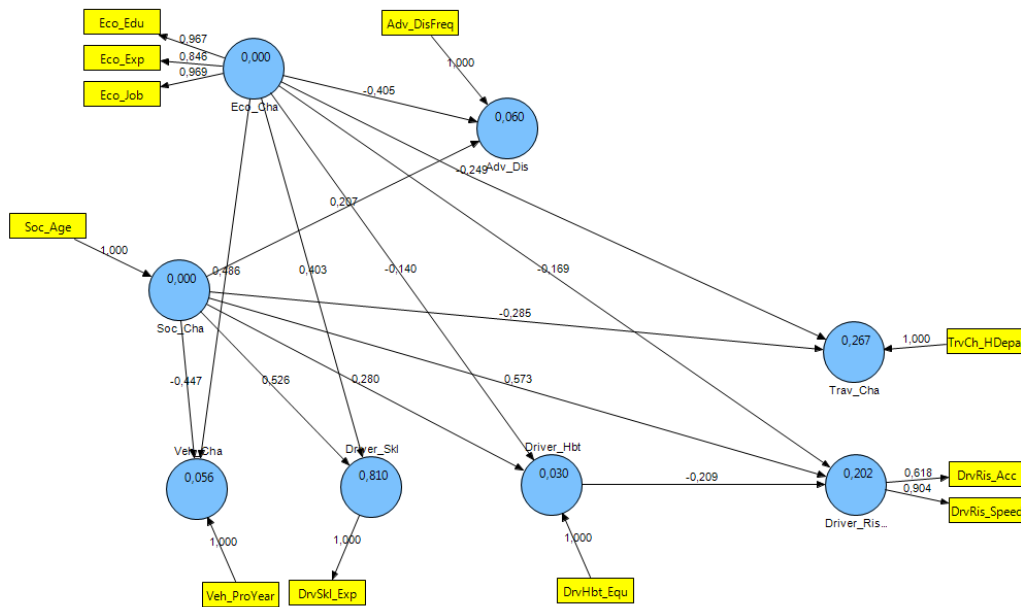 Eco_Edu
Adv_DisFreq
0,967
0,000
Eco_Exp
0,846
0,969
1,000
Eco_Job
-0,405
Eco_Cha
0,060
Adv_Dis
-0,249
0,207
Soc_Age
1,000
0,486
0,403
-0,140
-0,169
0,000
-0,285
Soc_Cha
0,267
1,000
TrvCh_HDepa
-0,447
0,526
0,280
0,573
Trav_Cha
Veh_Cha
Driver_Skl
Driver_Hbt
0,056
0,810
0,030
-0,209
0,202
0,618
DrvRis_Acc
0,904
DrvRis_Speed
Driver_Ris...
1,000
1,000
1,000
Veh_ProYear
DrvSkl_Exp
DrvHbt_Equ